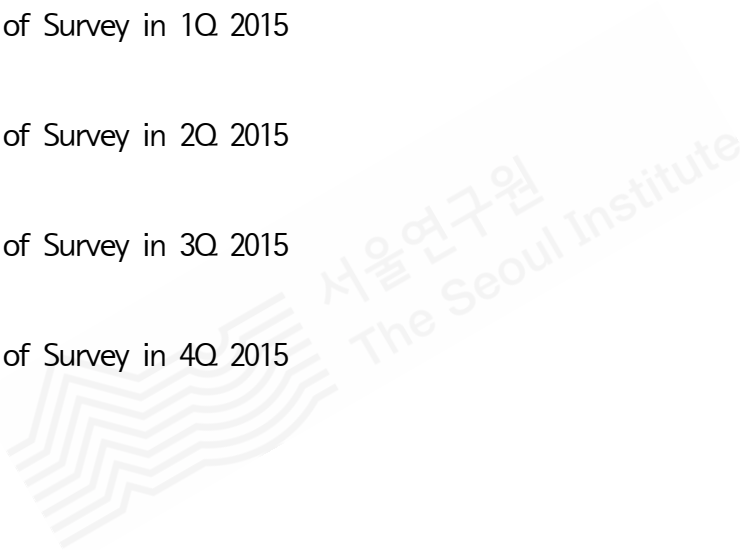 of Survey in 1Q 2015
of Survey in 2Q 2015
of Survey in 3Q 2015
of Survey in 4Q 2015
서울연구원
The Seoul Institute